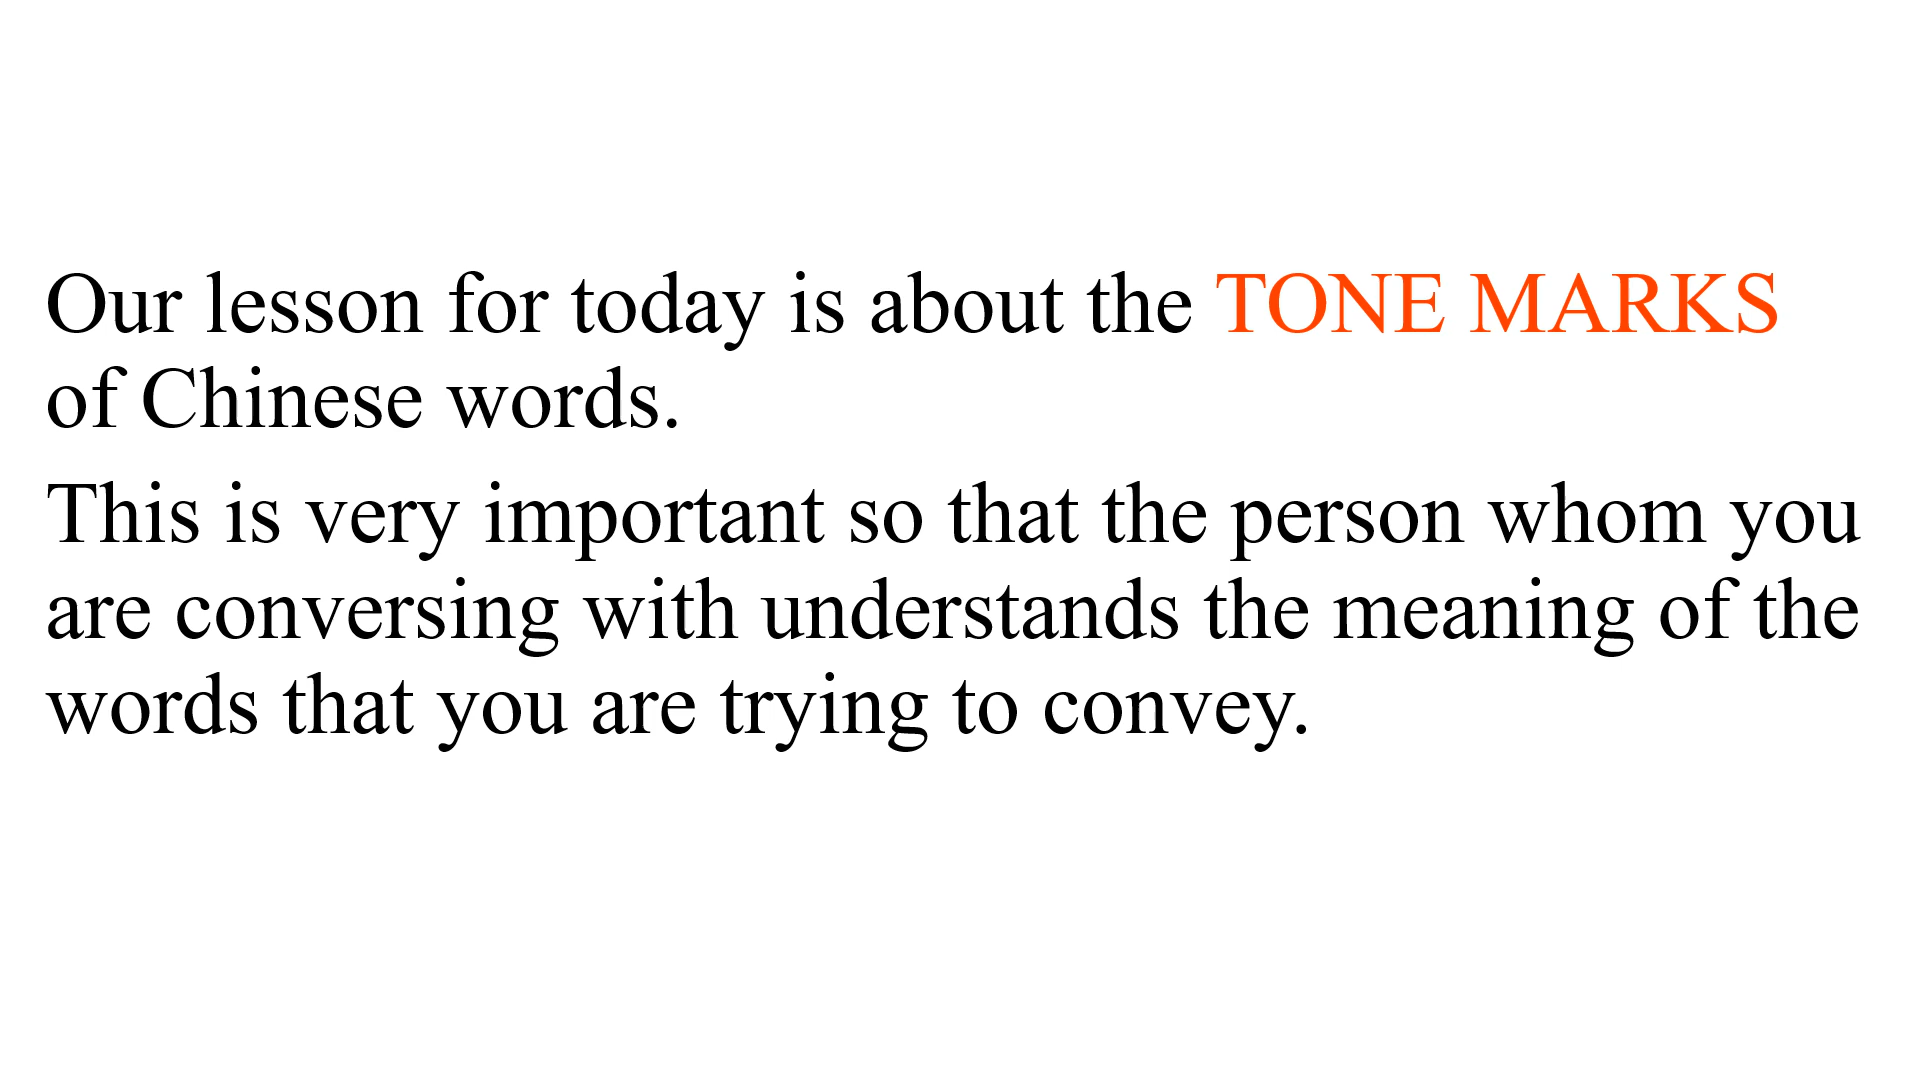 Our lesson for today is about the TONE MARKS
of Chinese words.
This is very important so that the person whom you
are conversing with understands the meaning of the
words that you are trying to convey.